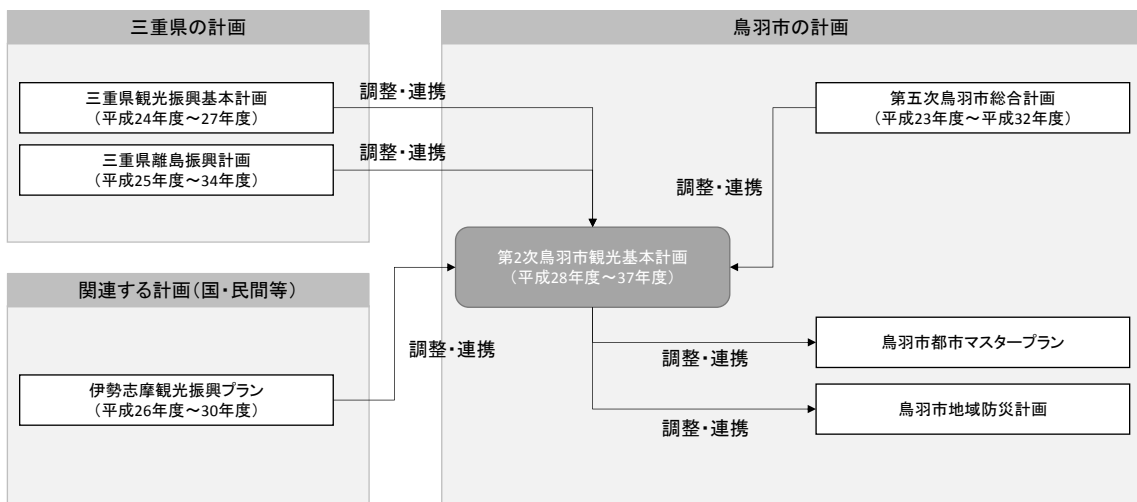 三重県の計画
三重県観光振興基本計画
（平成24年度～27年度）
三重県離島振興計画
（平成25年度～34年度）
関連する計画（国・民間等）
伊勢志摩観光振興プラン
（平成26年度～30年度）
鳥羽市の計画
調整・連携
調整・連携
第五次鳥羽市総合計画
（平成23年度～平成32年度）
調整・連携
第2次鳥羽市観光基本計画
（平成28年度～37年度）
調整・連携
調整・連携
鳥羽市都市マスタープラン
調整・連携
鳥羽市地域防災計画